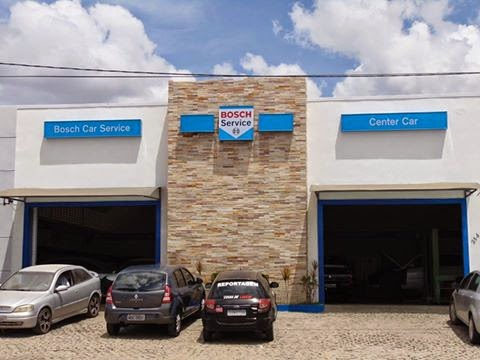 Bosch Car Service
BOSCH
Service
Center Car
REPORTAGEM